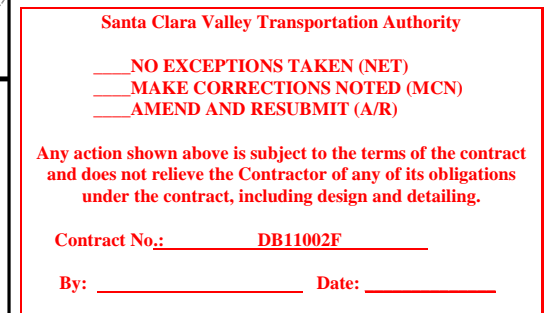 Santa Clara Valley Transportation Authority
____NO EXCEPTIONS TAKEN (NET)
____MAKE CORRECTIONS NOTED (MCN)
____AMEND AND RESUBMIT (A/R)
Any action shown above is subject to the terms of the contract
and does not relieve the Contractor of any of its obligations
under the contract, including design and detailing.
Contract No.: DB11002F
By: ____________________ Date: _____________